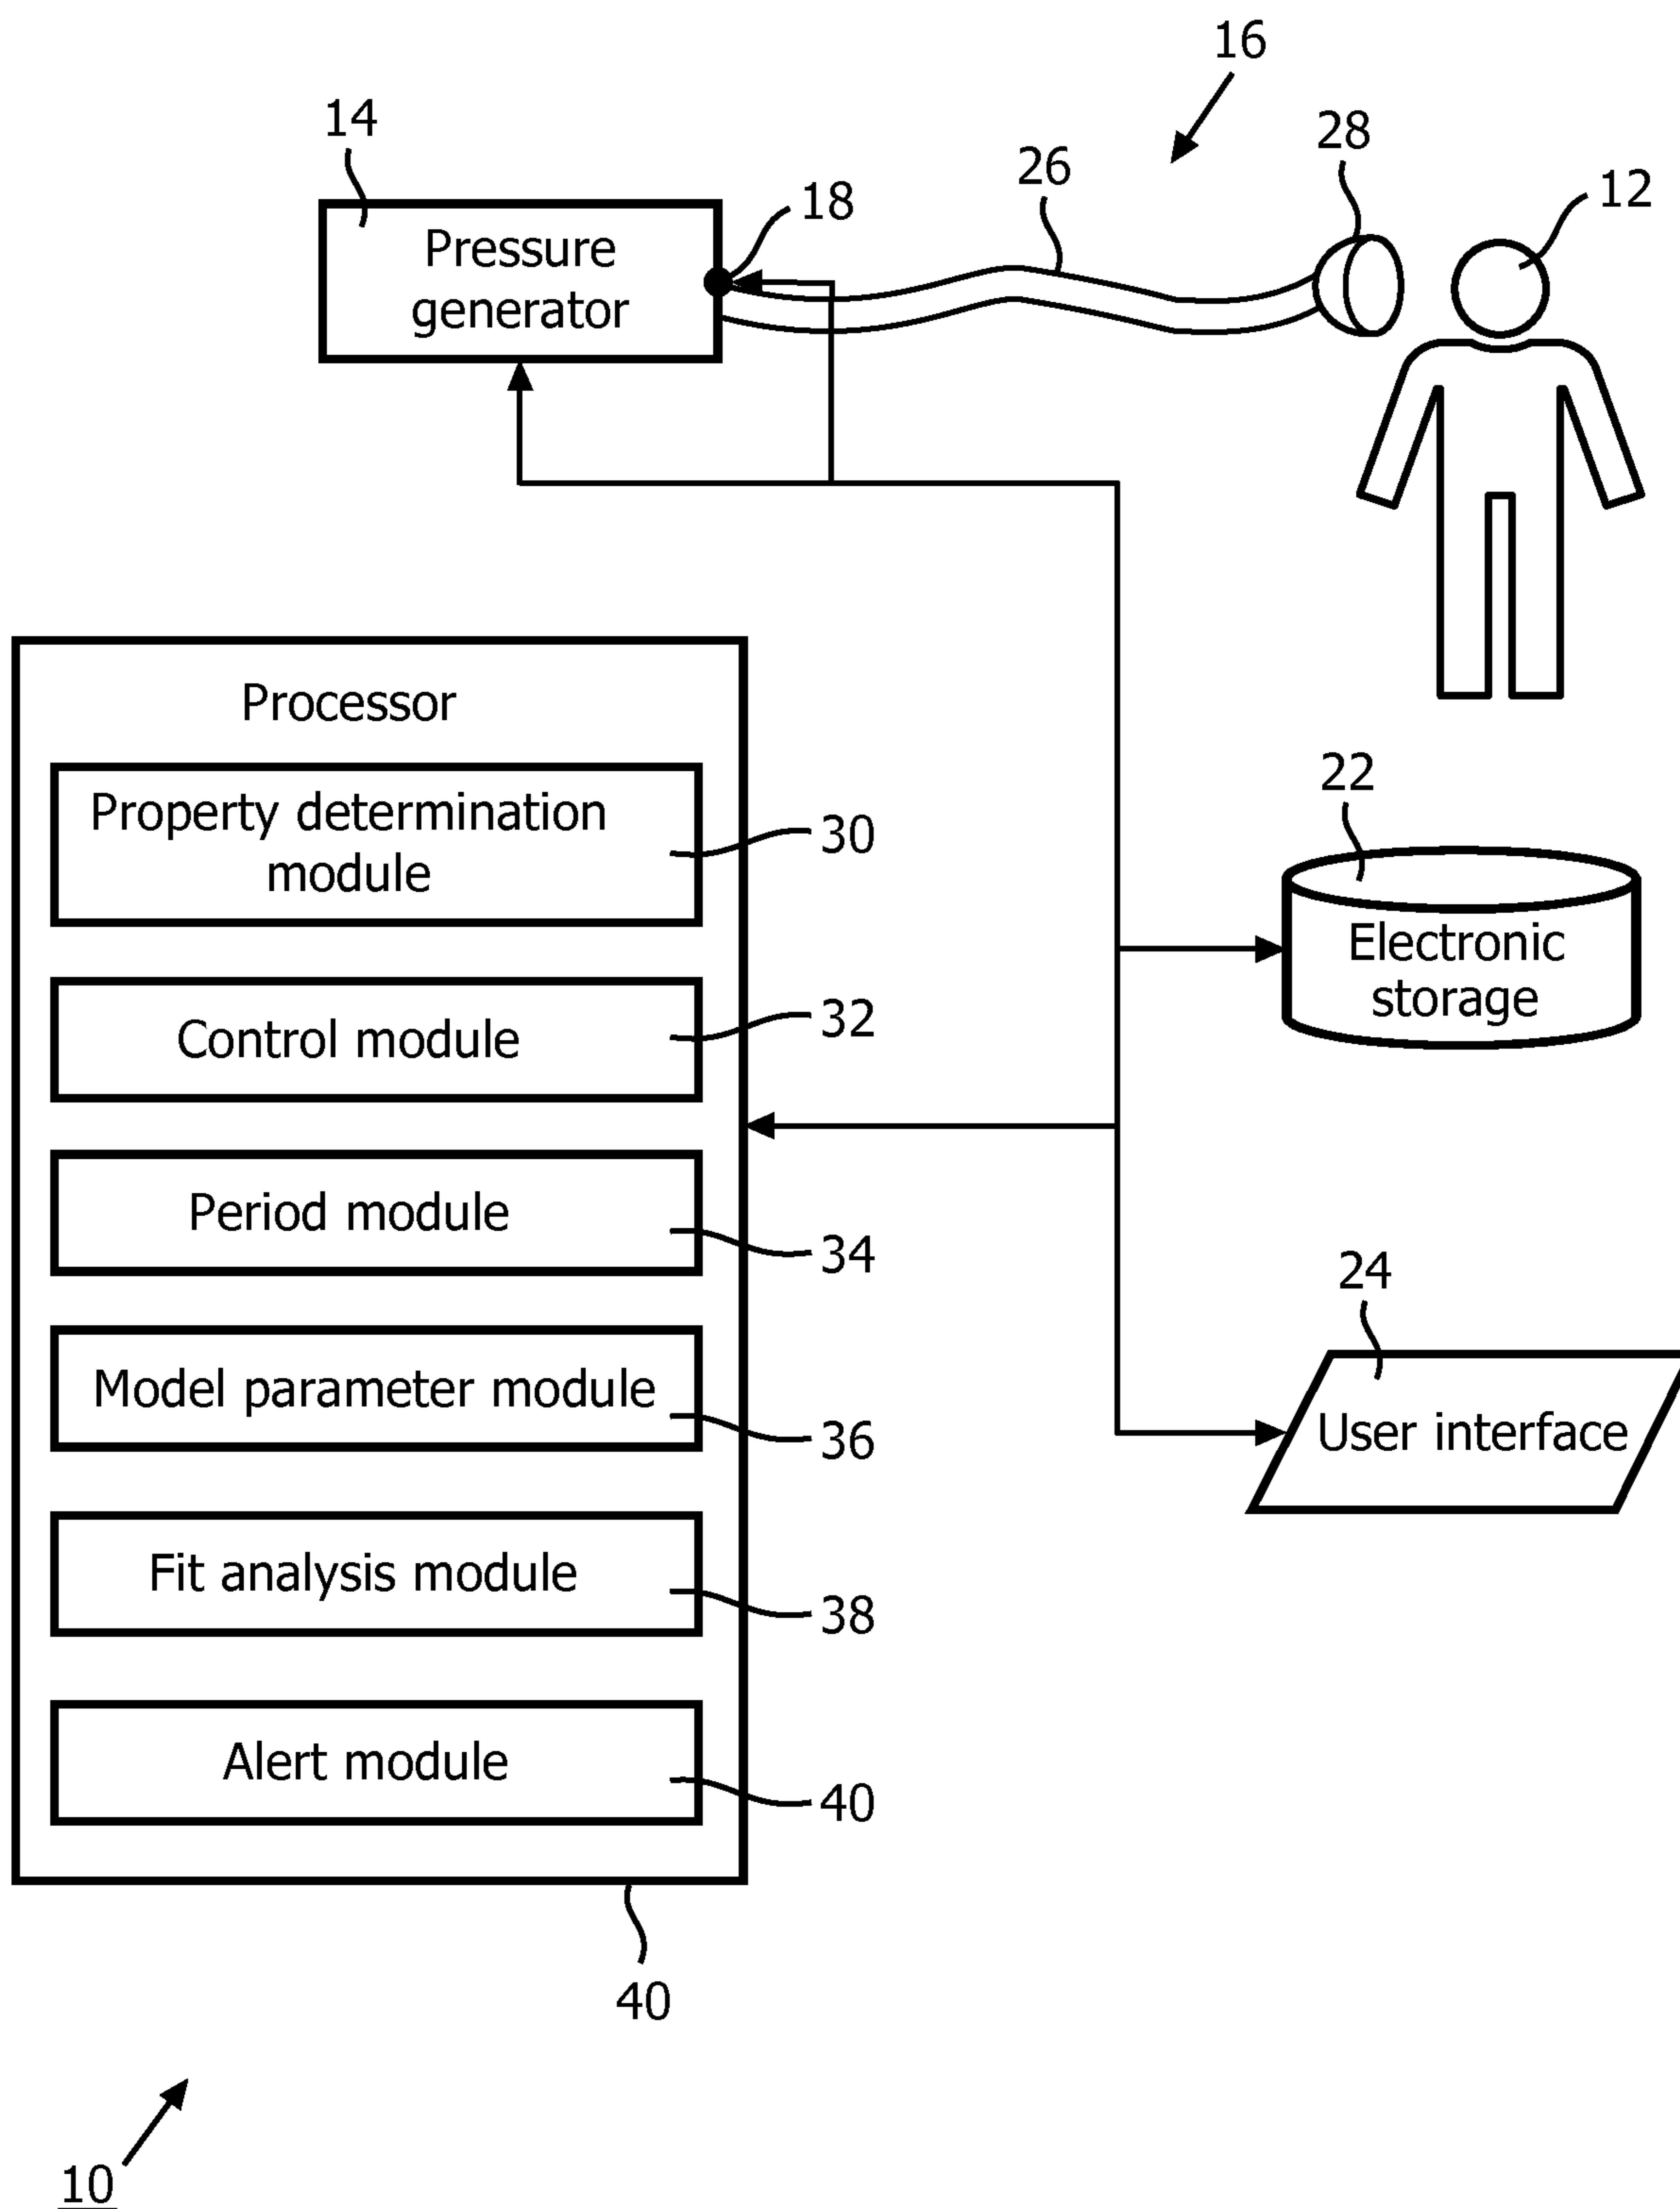 16
14
28
26
12
18
Pressure
generator
Processor
22
Property determination
module
30
Electronic
storage
Control module
32
Period module
34
24
Model parameter module
36
User interface
Fit analysis module
38
Alert module
40
40
10